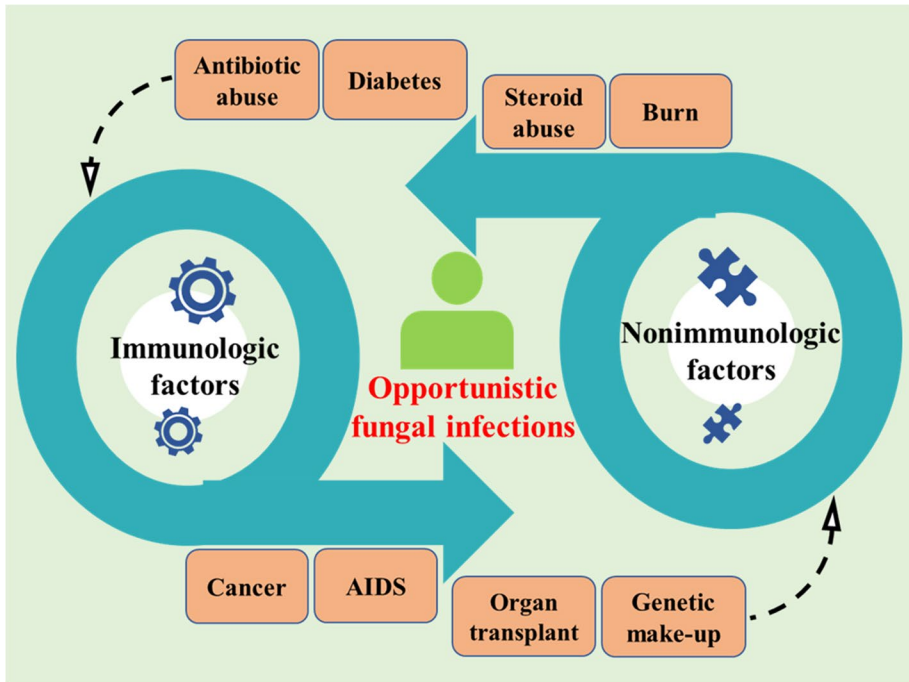 Antibiotic
abuse
Diabetes
Steroid
abuse
Burn
Immunologic
factors
Nonimmunologic
factors
Opportunistic
fungal infections
Cancer
AIDS
Organ
transplant
Genetic
make-up